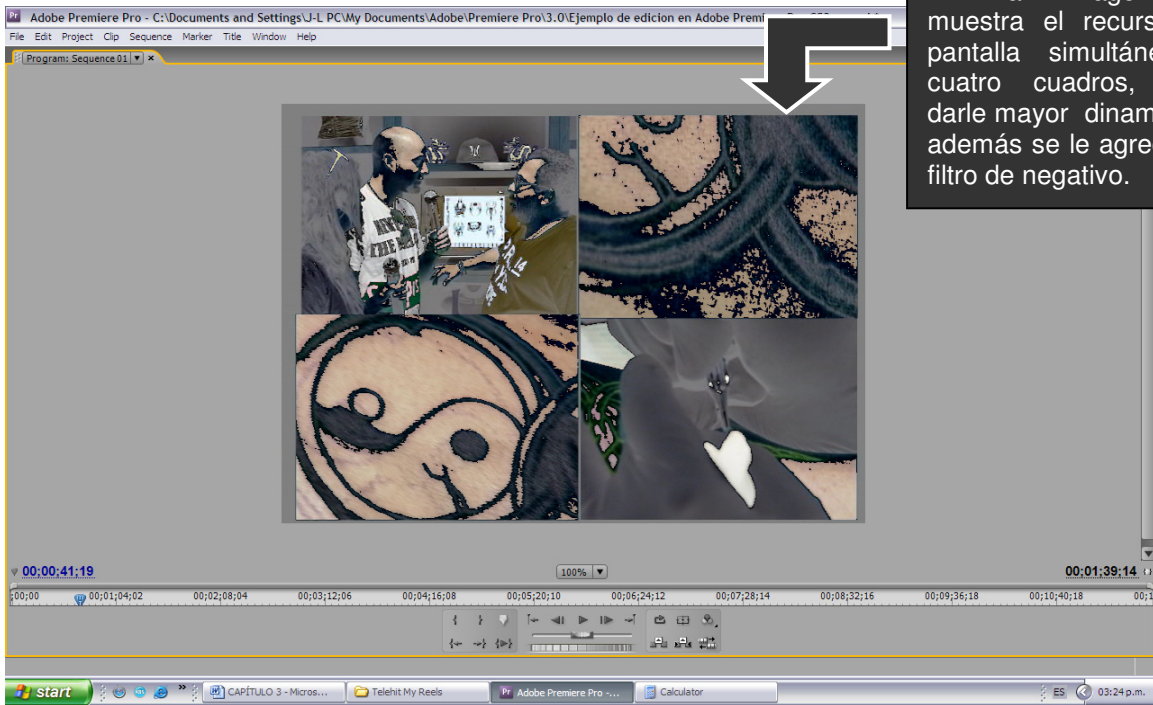 Adobe Premiere Pro - C:\Documents and Settings\J-L PC\My Documents\Adobe\Premiere Pro\3.0\Ejemplo de edicion en Adobe
File Edit Project Clip Sequence Marker Title Window Help
Program: Sequence 01
muestra el
pantalla
cuatro cuadros,
darle mayor
además se le
filtro de negativo.
00;00;41;19
100%
00;01;39;14
;00;00 00;01;04;02 00;02;08;04 00;03;12;06 00;04;16;08 00;05;20;10 00;06;24;12 00;07;28;14 00;08;32;16 00;09;36;18 00;10;40;18
start
CAPÍTULO 3 - Micros...
Telehit My Reels
Adobe Premiere Pro -...
Calculator
ES
03:24 p.m.